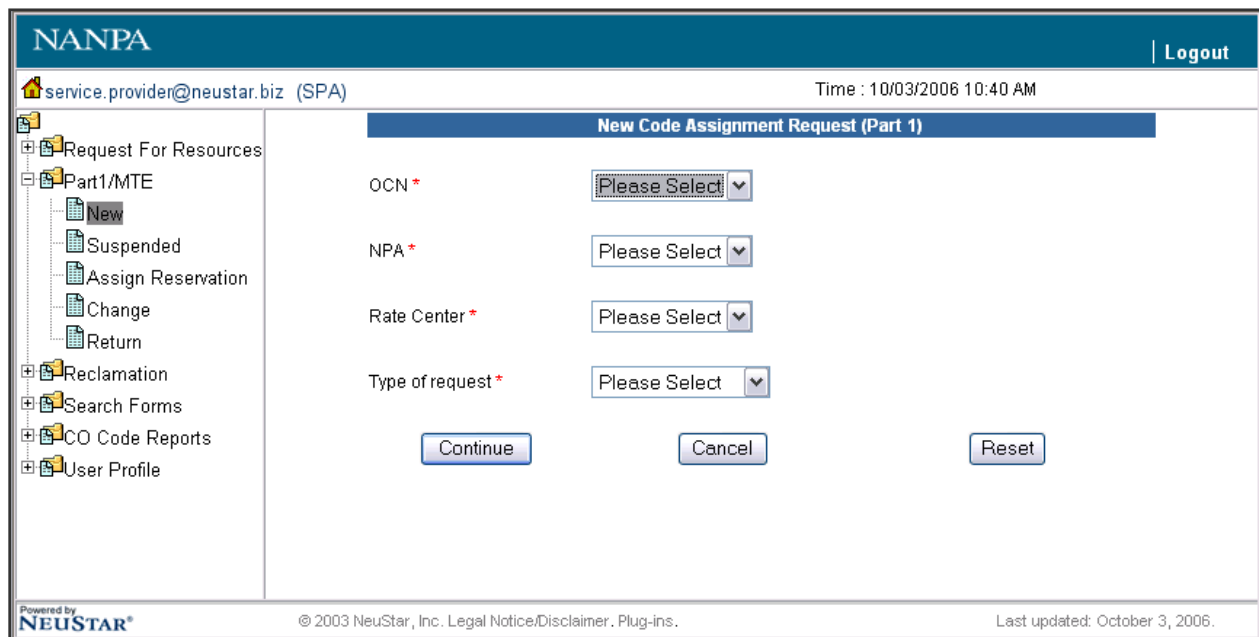 NANPA
| Logout
service.provider@neustar.biz (SPA)
Time : 10/03/2006 10:40 AM
Request For Resources
Part1/MTE
New
Suspended
Assign Reservation
Change
Return
Reclamation
Search Forms
CO Code Reports
User Profile
New Code Assignment Request (Part 1)
OCN * Please Select
NPA * Please Select
Rate Center * Please Select
Type of request * Please Select
Continue Cancel Reset
Powered by
NEUSTAR®
© 2003 NeuStar, Inc. Legal Notice/Disclaimer. Plug-ins.
Last updated: October 3, 2006.